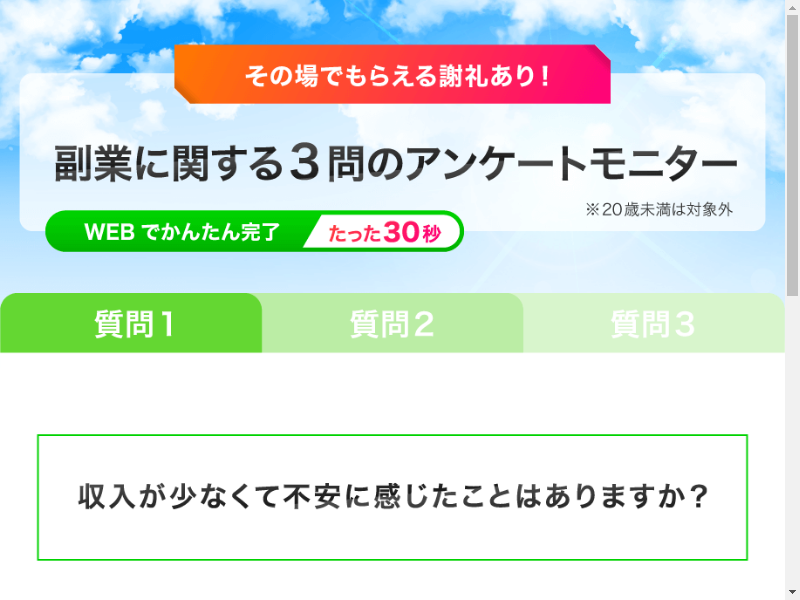 その場でもらえる謝礼あり！
副業に関する３問のアンケートモニター
※20歳未満は対象外
WEBでかんたん完了 たった30秒
質問1 質問2 質問3
収入が少なくて不安に感じたことはありますか？